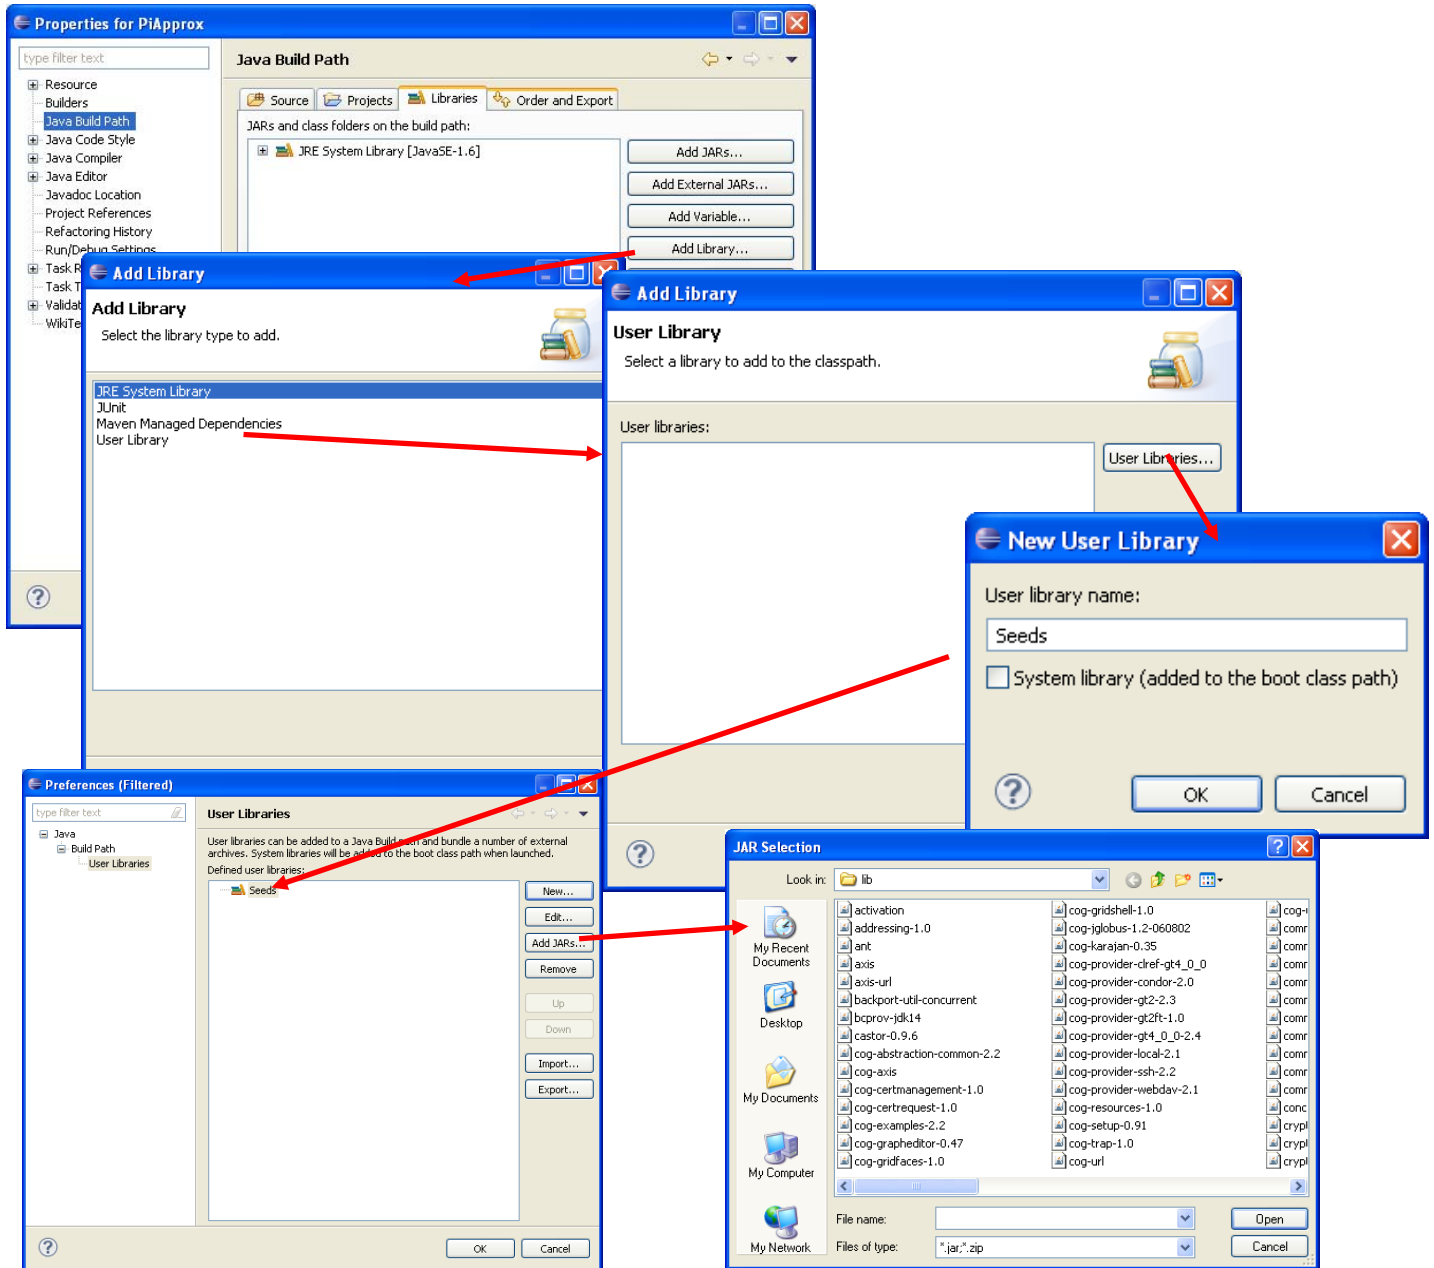 Properties for PiApprox
type filter text
Resource
Builders
Java Build Path
Java Code Style
Java Compiler
Java Editor
Javadoc Location
Project References
Refactoring History
Run/Debug Settings
Task R
Task T
Validat
WikiTe
Java Build Path
Source
Projects
Libraries
Order and Export
JARs and class folders on the build path:
JRE System Library [JavaSE-1.6]
Add JARs...
Add External JARs...
Add Variable...
Add Library...
Add Library
Add Library
Select the library type to add.
JRE System Library
JUnit
Maven Managed Dependencies
User Library
Add Library
User Library
Select a library to add to the classpath.
User libraries:
User Libraries...
New User Library
User library name:
Seeds
System library (added to the boot class path)
OK
Cancel
Preferences (Filtered)
type filter text
Java
Build Path
User Libraries
User Libraries
User libraries can be added to a Java Build path and bundle a number of external
archives. System libraries will be added to the boot class path when launched.
Defined user libraries:
Seeds
New...
Edit...
Add JARs...
Remove
Up
Down
Import...
Export...
OK
Cancel
JAR Selection
Look in:
lib
My Recent
Documents
Desktop
My Documents
My Computer
My Network
activation
addressing-1.0
ant
axis
axis-url
backport-util-concurrent
bcprov-jdk14
castor-0.9.6
cog-abstraction-common-2.2
cog-axis
cog-certmanagement-1.0
cog-certrequest-1.0
cog-examples-2.2
cog-grapheditor-0.47
cog-gridfaces-1.0
cog-gridshell-1.0
cog-jglobus-1.2-060802
cog-karajan-0.35
cog-provider-clref-gt4_0_0
cog-provider-condor-2.0
cog-provider-gt2-2.3
cog-provider-gt2ft-1.0
cog-provider-gt4_0_0-2.4
cog-provider-local-2.1
cog-provider-ssh-2.2
cog-provider-webdav-2.1
cog-resources-1.0
cog-setup-0.91
cog-trap-1.0
cog-url
File name:
Open
Files of type:
*.jar;*.zip
Cancel